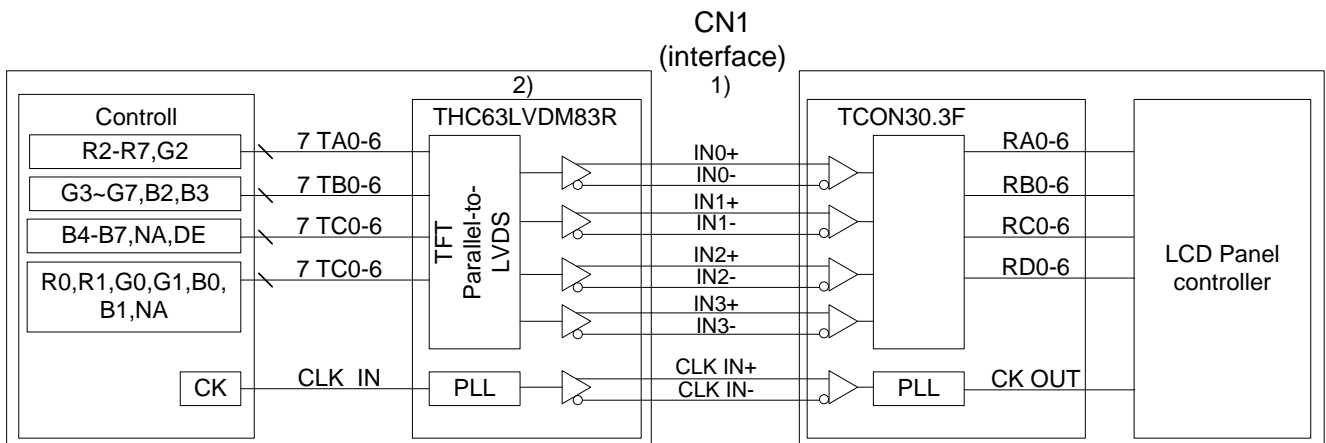 CN1
(interface)
1)
2)
Controll
R2-R7,G2
G3~G7,B2,B3
B4-B7,NA,DE
R0,R1,G0,G1,B0,
B1,NA
CK
7 TA0-6
7 TB0-6
7 TC0-6
7 TC0-6
CLK IN
THC63LVDM83R
TFT
Parallel-to-
LVDS
PLL
IN0+
IN0-
IN1+
IN1-
IN2+
IN2-
IN3+
IN3-
CLK IN+
CLK IN-
TCON30.3F
PLL
RA0-6
RB0-6
RC0-6
RD0-6
CK OUT
LCD Panel
controller